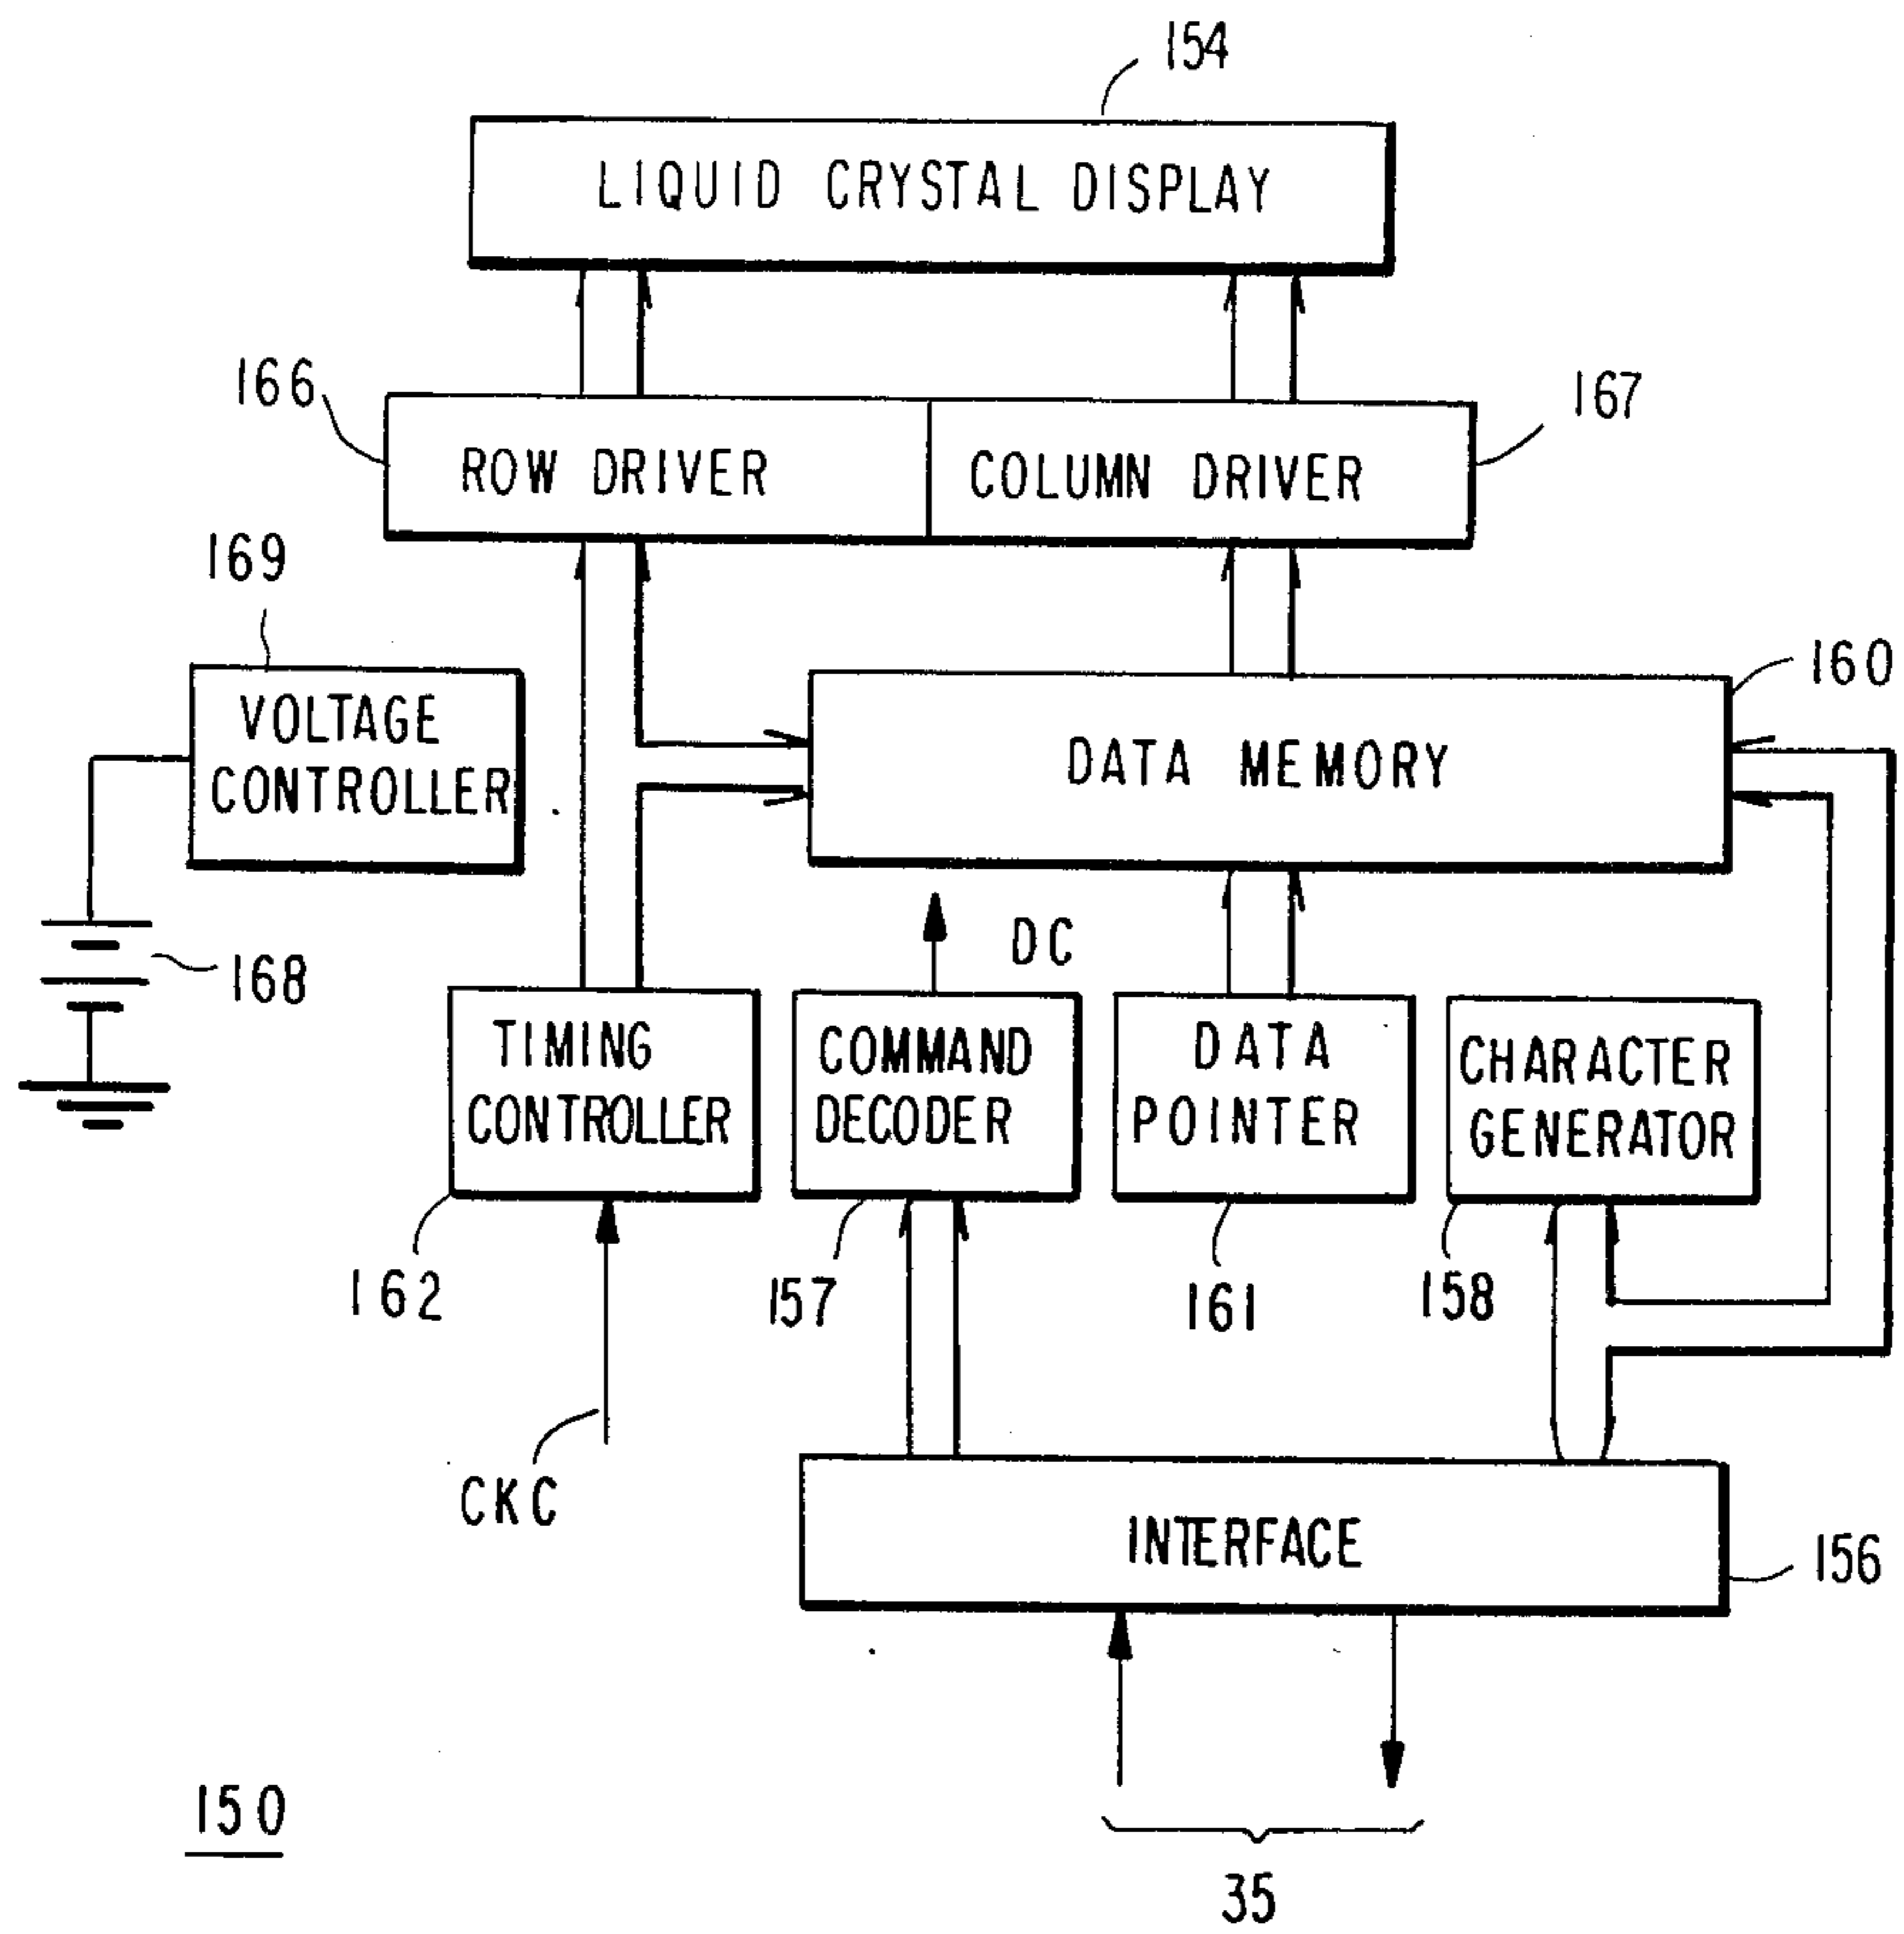 154
LIQUID CRYSTAL DISPLAY
166
167
ROW DRIVER
COLUMN DRIVER
169
160
VOLTAGE
CONTROLLER
DATA MEMORY
DC
168
TIMING
CONTROLLER
COMMAND
DECODER
DATA
POINTER
CHARACTER
GENERATOR
162
157
161
158
CKC
INTERFACE
156
150
35